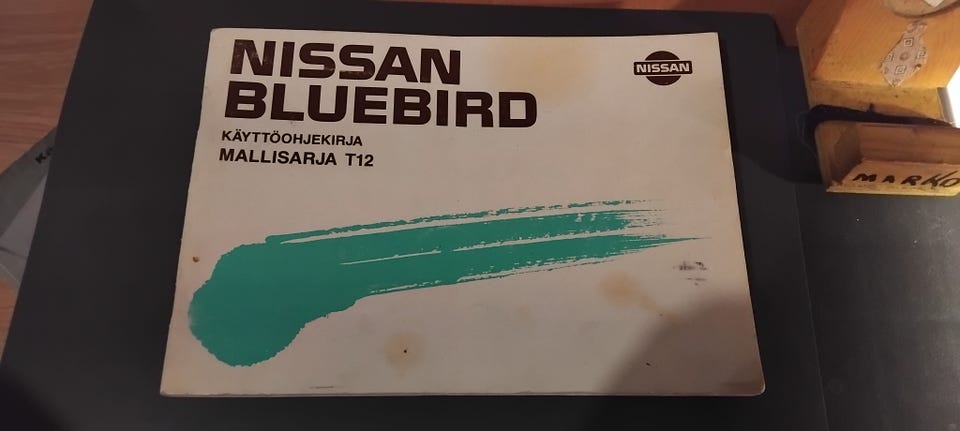 NISSAN
BLUEBIRD
KÄYTTÖOHJEKIRJA
MALLISARJA T12
NISSAN
MARKO